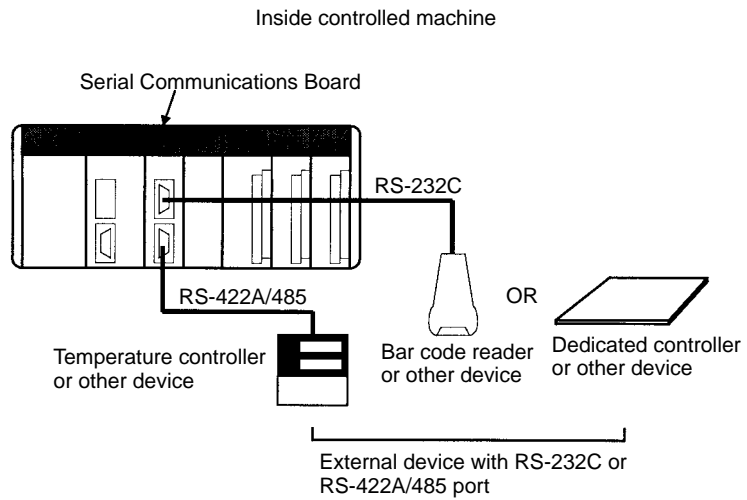 Inside controlled machine
Serial Communications Board
RS-232C
RS-422A/485
OR
Temperature controller
or other device
Bar code reader
or other device
Dedicated controller
or other device
External device with RS-232C or
RS-422A/485 port